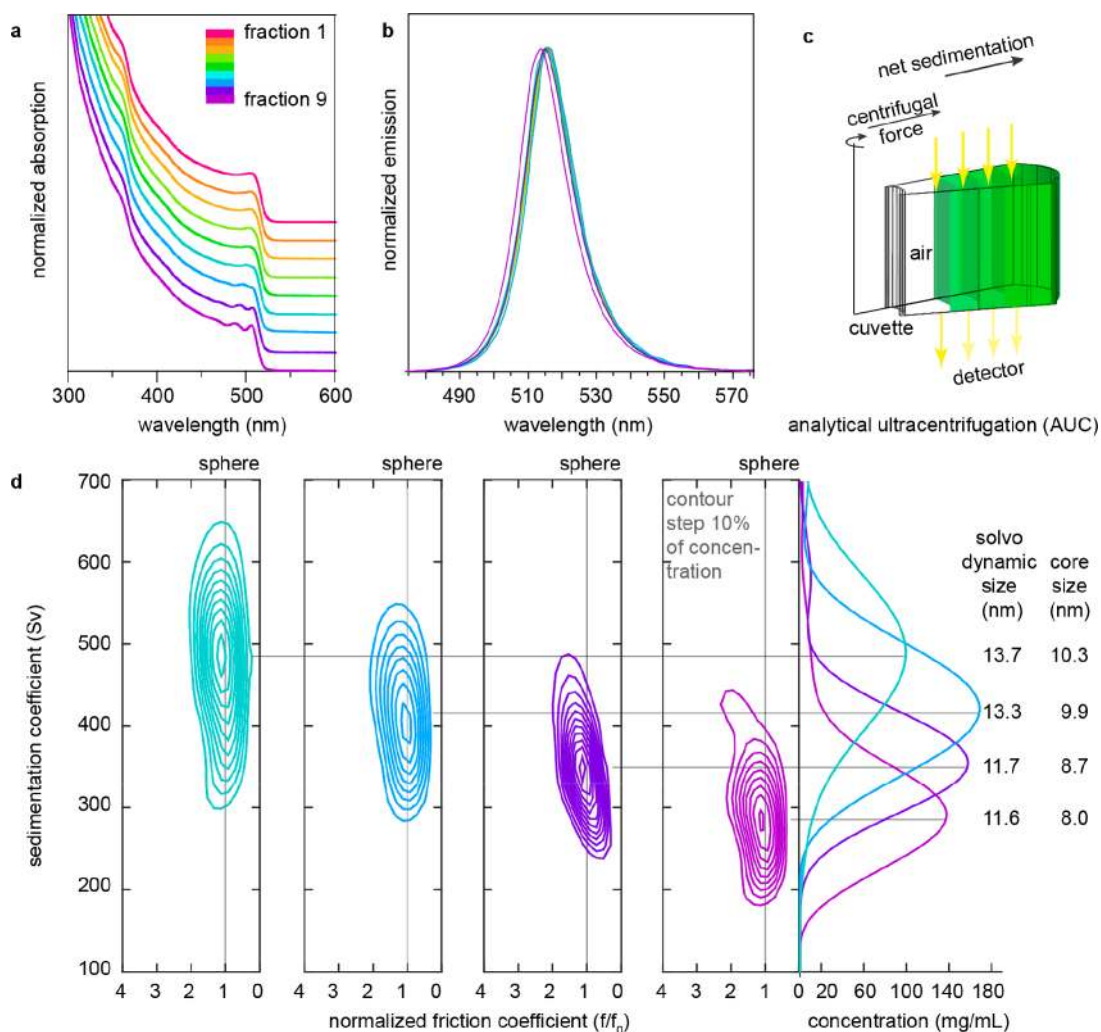 a
fraction 1
fraction 9
normalized absorption
300
400
500
600
wavelength (nm)
b
normalized emission
490
510
530
550
570
wavelength (nm)
c
net sedimentation
centrifugal
force
air
cuvette
detector
analytical ultracentrifugation (AUC)
d
sphere
sphere
sphere
sphere
700
600
500
400
300
200
100
sedimentation coefficient (Sv)
contour
step 10%
of concen-
tration
solvo
dynamic
size
(nm)
core
size
(nm)
13.7 10.3
13.3 9.9
11.7 8.7
11.6 8.0
4 3 2 1 0
4 3 2 1 0
4 3 2 1 0
4 3 2 1
0 20 60 100 140 180
normalized friction coefficient (f/f₀)
concentration (mg/mL)